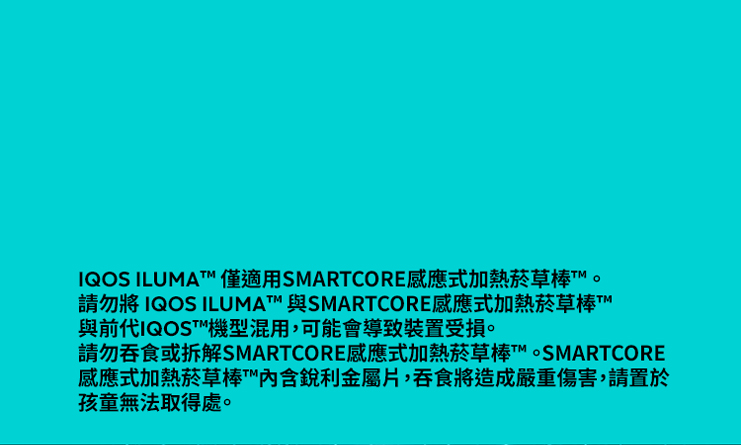 IQOS ILUMA™ 僅適用SMARTCORE感應式加熱菸草棒™。
請勿將 IQOS ILUMA™ 與SMARTCORE感應式加熱菸草棒™
與前代IQOS™機型混用，可能會導致裝置受損。
請勿吞食或拆解SMARTCORE感應式加熱菸草棒™。SMARTCORE
感應式加熱菸草棒™內含銳利金屬片，吞食將造成嚴重傷害，請置於
孩童無法取得處。